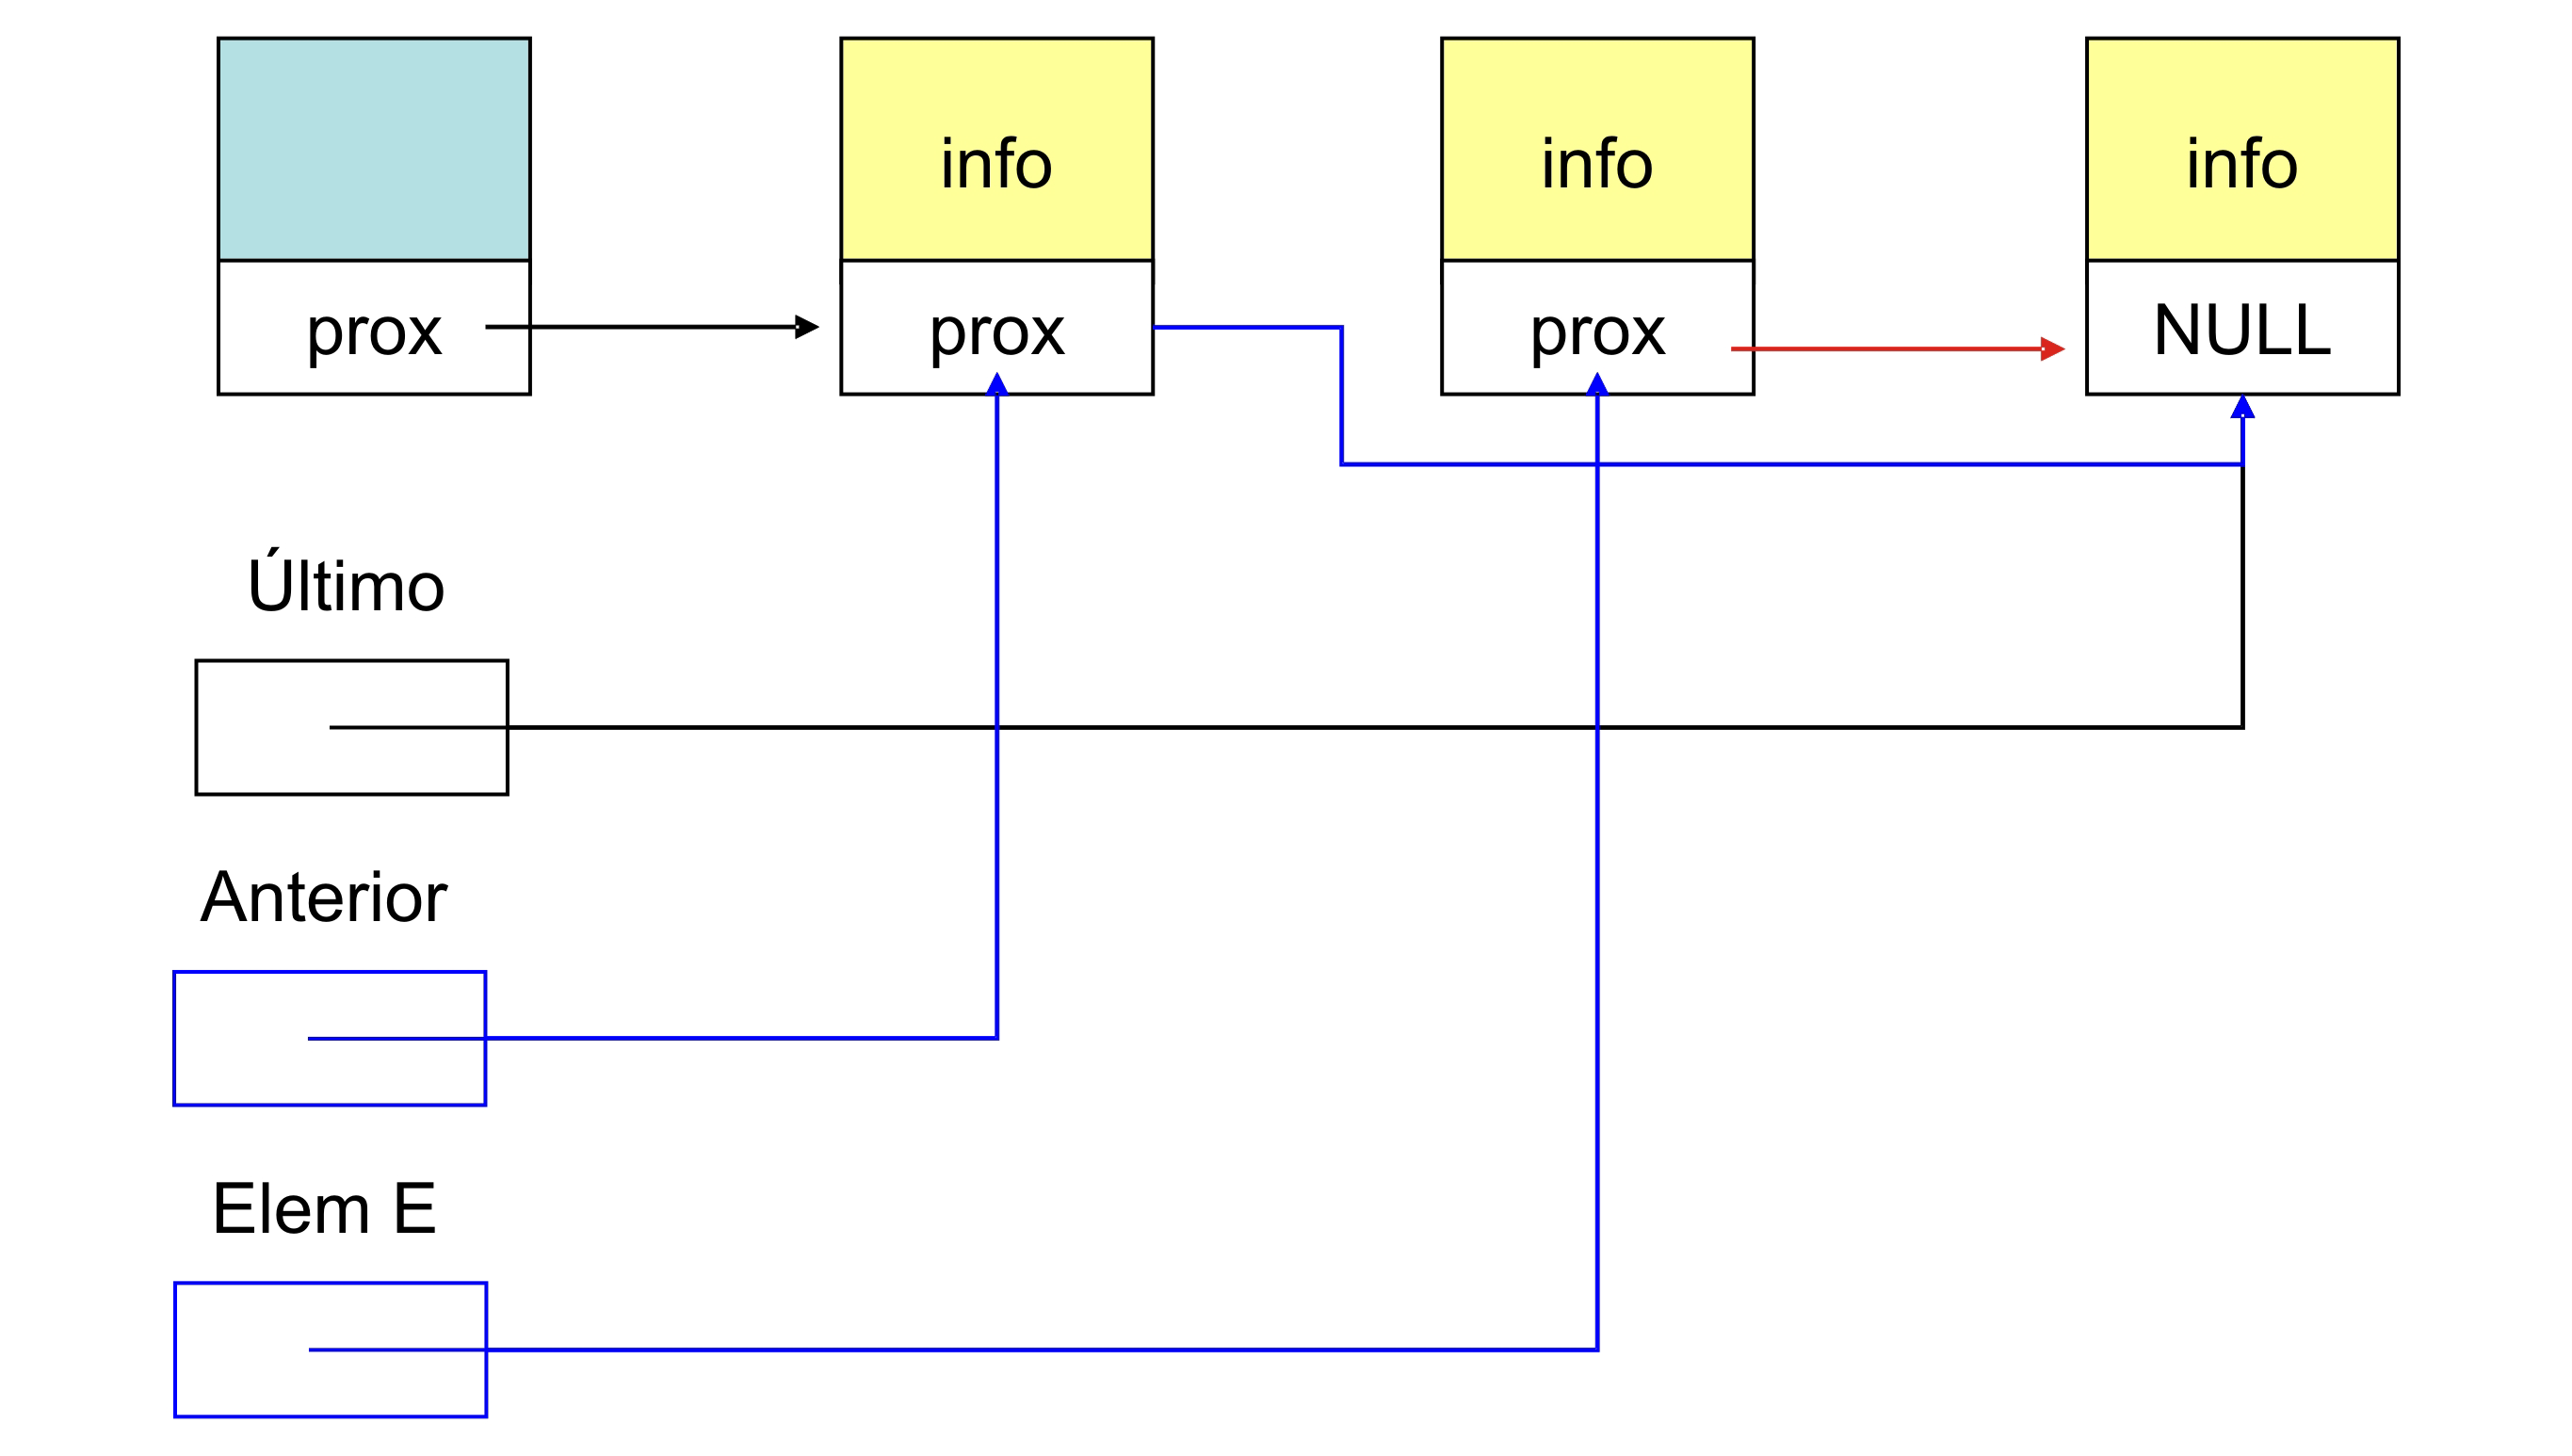 info
info
info
prox
prox
prox
NULL
Último
Anterior
Elem E